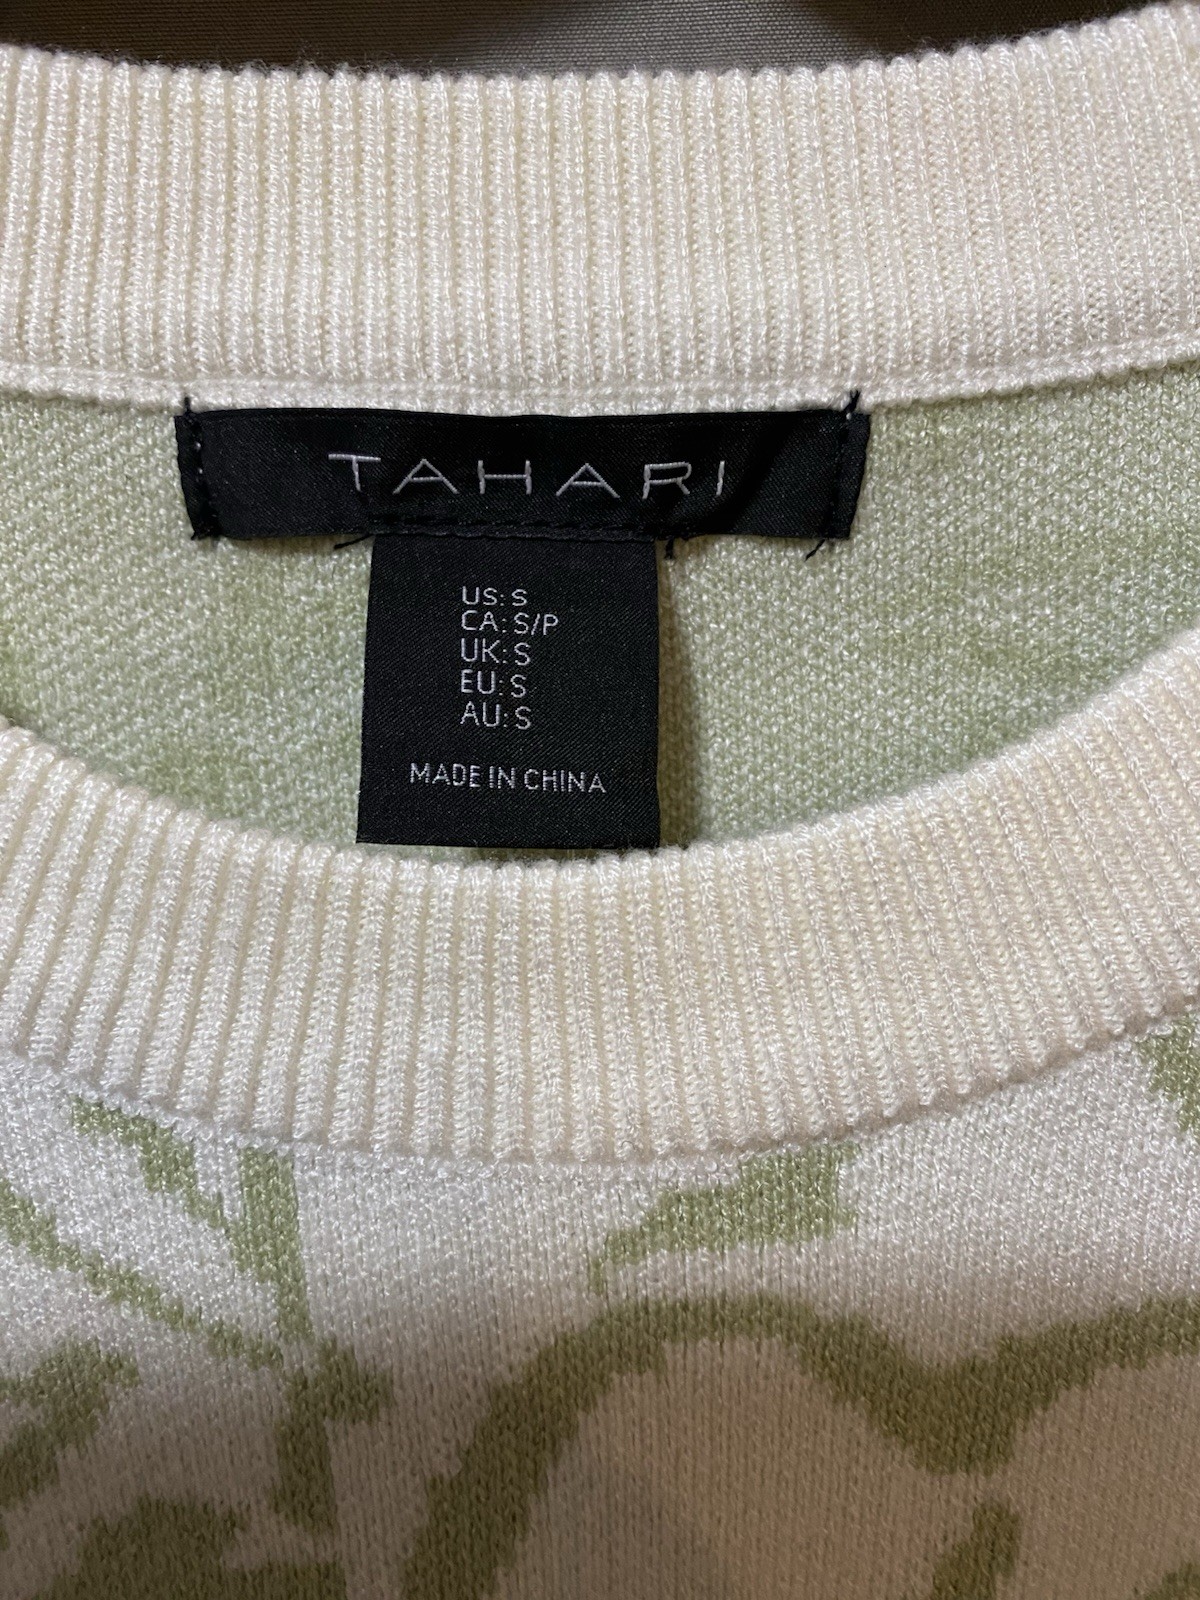 TAHARI
US: S
CA: S/P
UK: S
EU: S
AU: S
MADE IN CHINA